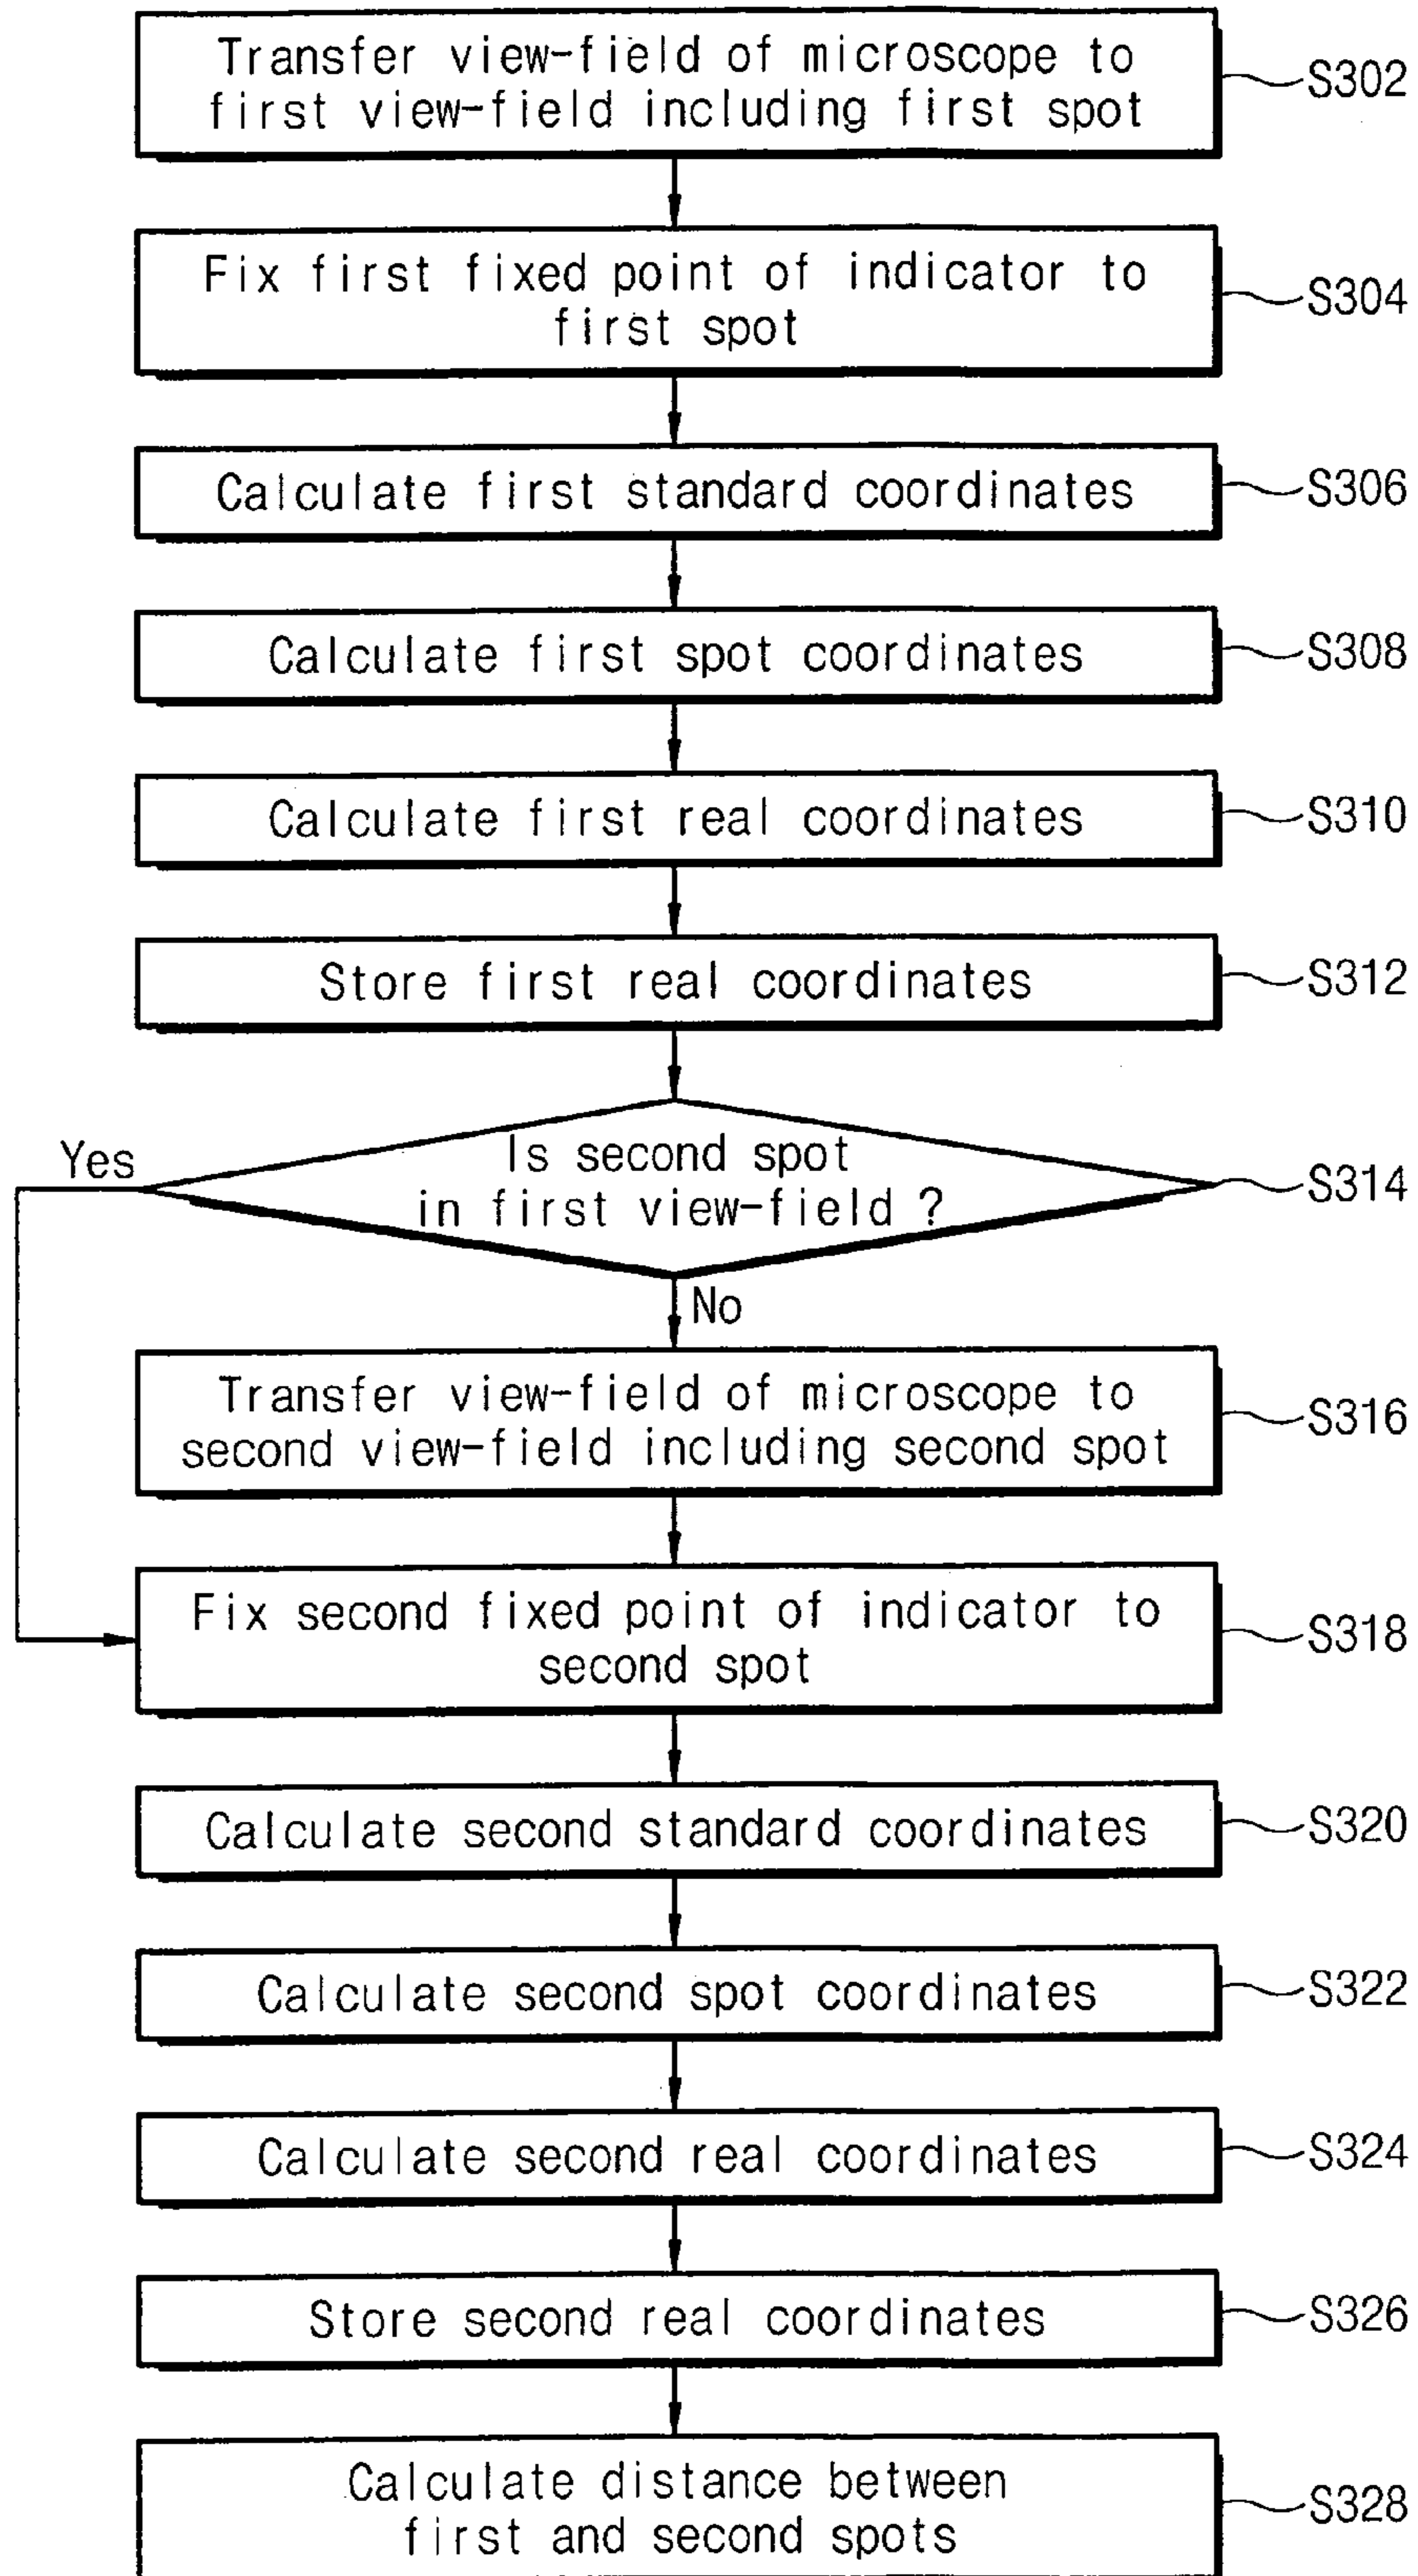 Transfer view-field of microscope to
first view-field including first spot
S302
Fix first fixed point of indicator to
first spot
S304
Calculate first standard coordinates
S306
Calculate first spot coordinates
S308
Calculate first real coordinates
S310
Store first real coordinates
S312
Yes
Is second spot
in first view-field ?
S314
No
Transfer view-field of microscope to
second view-field including second spot
S316
Fix second fixed point of indicator to
second spot
S318
Calculate second standard coordinates
S320
Calculate second spot coordinates
S322
Calculate second real coordinates
S324
Store second real coordinates
S326
Calculate distance between
first and second spots
S328